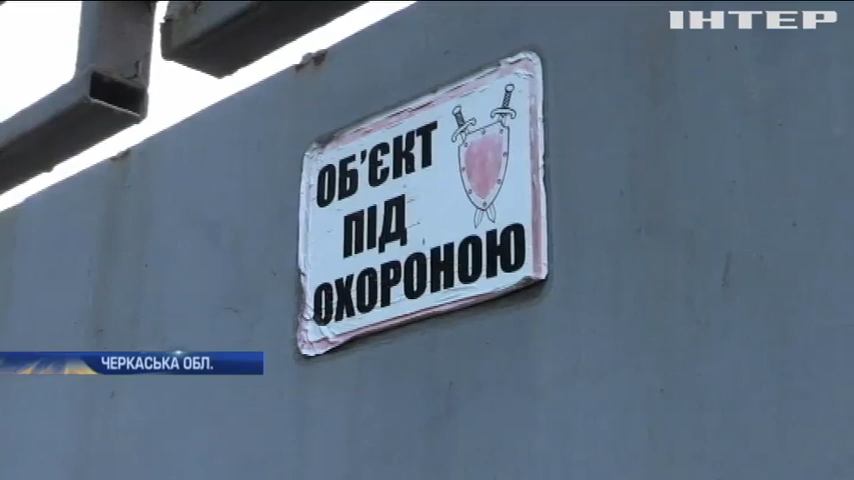 ІНТЕР
ОБ'ЄКТ
ПІД
ОХОРОНОЮ
ЧЕРКАСЬКА ОБЛ.